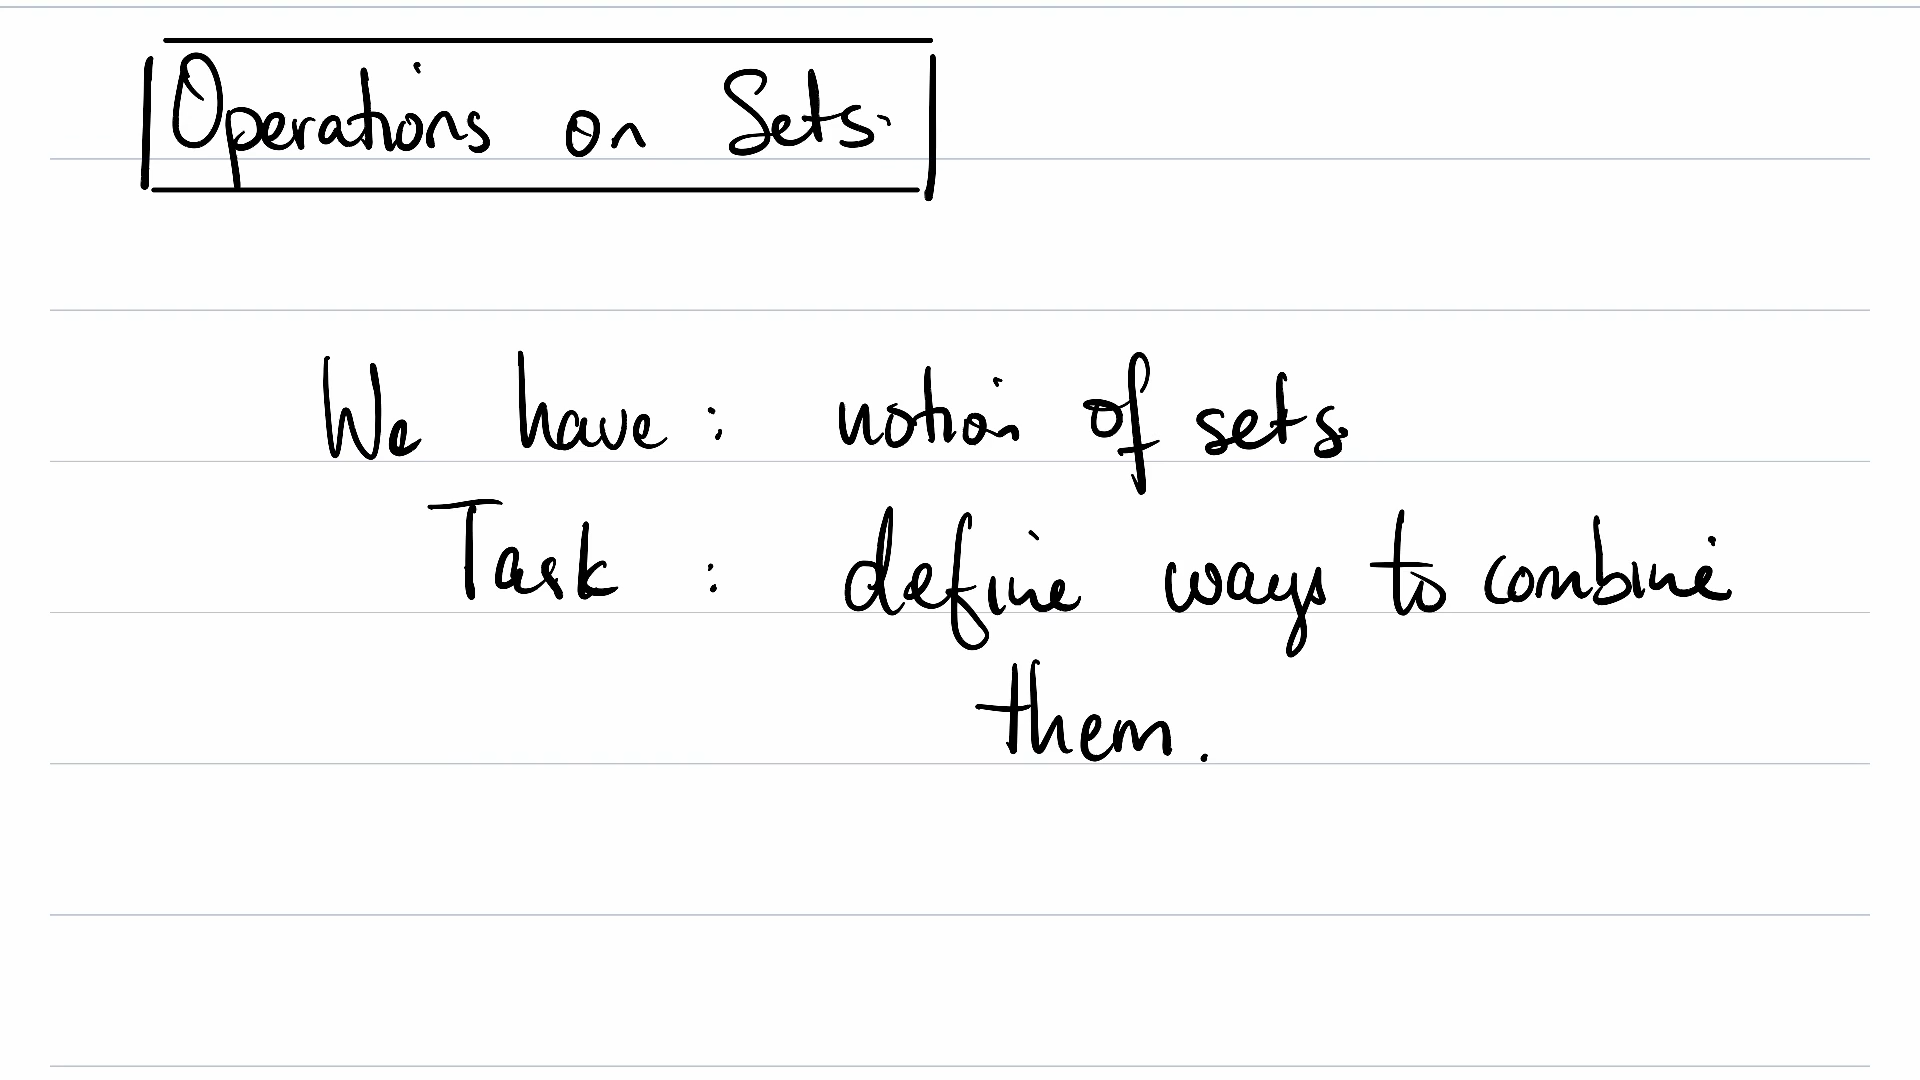 Operations on Sets.
We have: notion of sets
Task : define ways to combine
them.